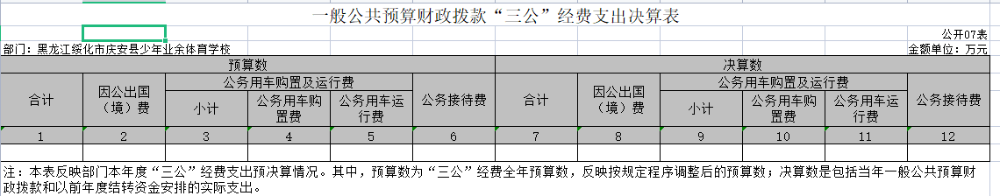 一般公共预算财政拨款“三公”经费支出决算表
公开07表
部门：黑龙江绥化市庆安县少年业余体育学校
金额单位：万元
预算数
决算数
合计
因公出国
（境）费
公务用车购置及运行费
小计
公务用车购
置费
公务用车运
行费
公务接待费
合计
因公出国
（境）费
公务用车购置及运行费
小计
公务用车购
置费
公务用车运
行费
公务接待费
1
2
3
4
5
6
7
8
9
10
11
12
注：本表反映部门本年度“三公”经费支出预决算情况。其中，预算数为“三公”经费全年预算数，反映按规定程序调整后的预算数；决算数是包括当年一般公共预算财
政拨款和以前年度结转资金安排的实际支出。